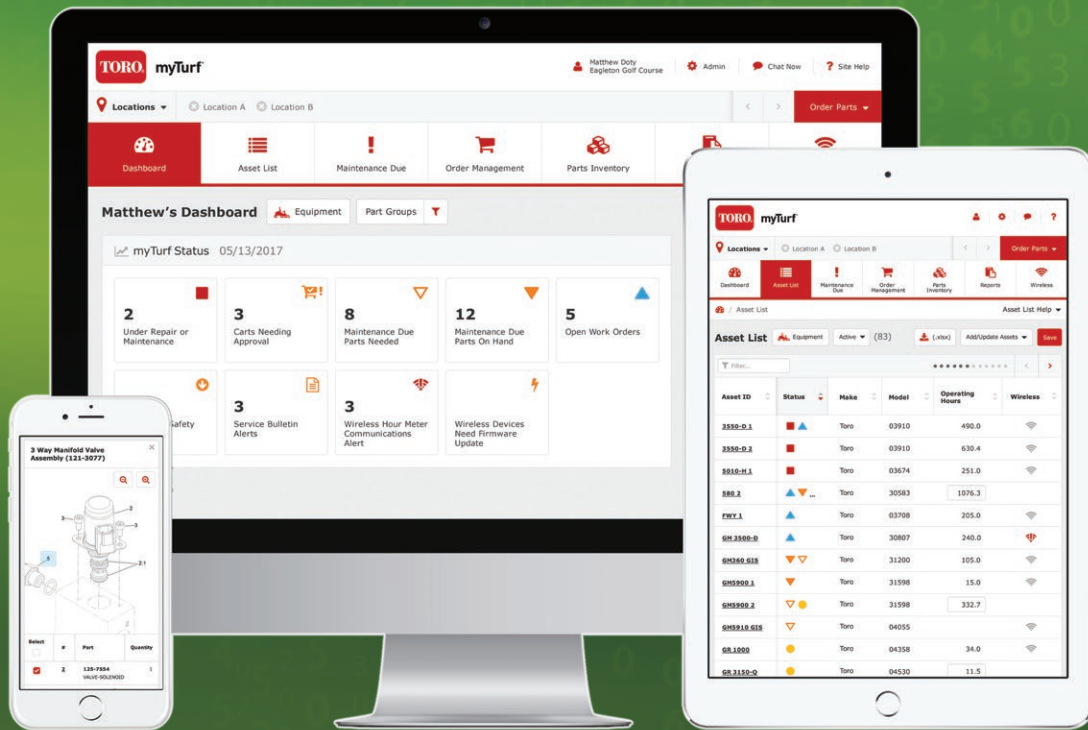 TORO. myTurf
Matthew Doty
Eagleton Golf Course
Admin
Chat Now
? Site Help
Locations
Location A
Location B
Order Parts
Dashboard
Asset List
Maintenance Due
Order Management
Parts Inventory
Matthew's Dashboard
Equipment
Part Groups
myTurf Status 05/13/2017
2
Under Repair or
Maintenance
3
Carts Needing
Approval
8
Maintenance Due
Parts Needed
12
Maintenance Due
Parts On Hand
5
Open Work Orders
Safety
3
Service Bulletin
Alerts
3
Wireless Hour Meter
Communications
Alert
Wireless Devices
Need Firmware
Update
3 Way Manifold Valve
Assembly (121-3077)
2
3
3
5
2:1
Select
#
Part
Quantity
2
125-7554
1
VALVE-SOLENOID
TORO. myTurf
?
Locations
Location A
Location B
Order Parts
Dashboard
Asset List
Maintenance
Due
Order
Management
Parts
Inventory
Reports
Wireless
/ Asset List
Asset List Help
Asset List
Equipment
Active
(83)
(.xlsx)
Add/Update Assets
Save
Filter...
Asset ID Status Make Model Operating Hours Wireless
3550-D 1 Toro 03910 490.0
3550-D 2 Toro 03910 630.4
5010-H 1 Toro 03674 251.0
580 2 ... Toro 30583 1076.3
FWY 1 Toro 03708 205.0
GM 3500-D Toro 30807 240.0
GM360 GIS Toro 31200 105.0
GM5900 1 Toro 31598 15.0
GM5900 2 Toro 31598 332.7
GM5910 GIS Toro 04055
GR 1000 Toro 04358 34.0
GR 3150-Q Toro 04530 11.5